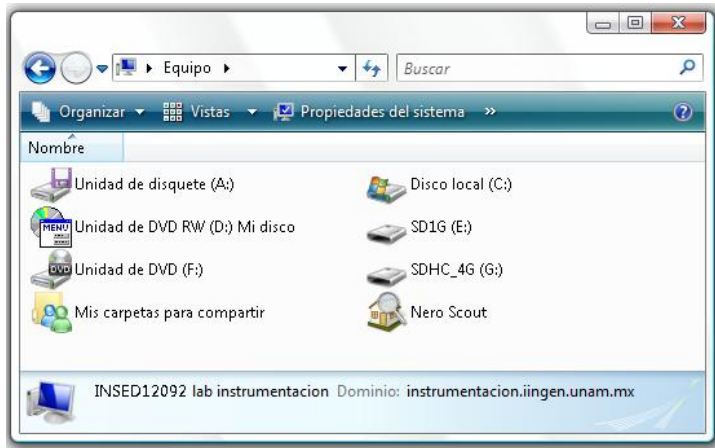 Equipo
Buscar
Organizar Vistas Propiedades del sistema »
Nombre
Unidad de disquete (A:) Disco local (C:)
MENU Unidad de DVD RW (D:) Mi disco SD1G (E:)
DVD Unidad de DVD (F:) SDHC_4G (G:)
Mis carpetas para compartir Nero Scout
INSED12092 lab instrumentacion Dominio: instrumentacion.iingen.unam.mx